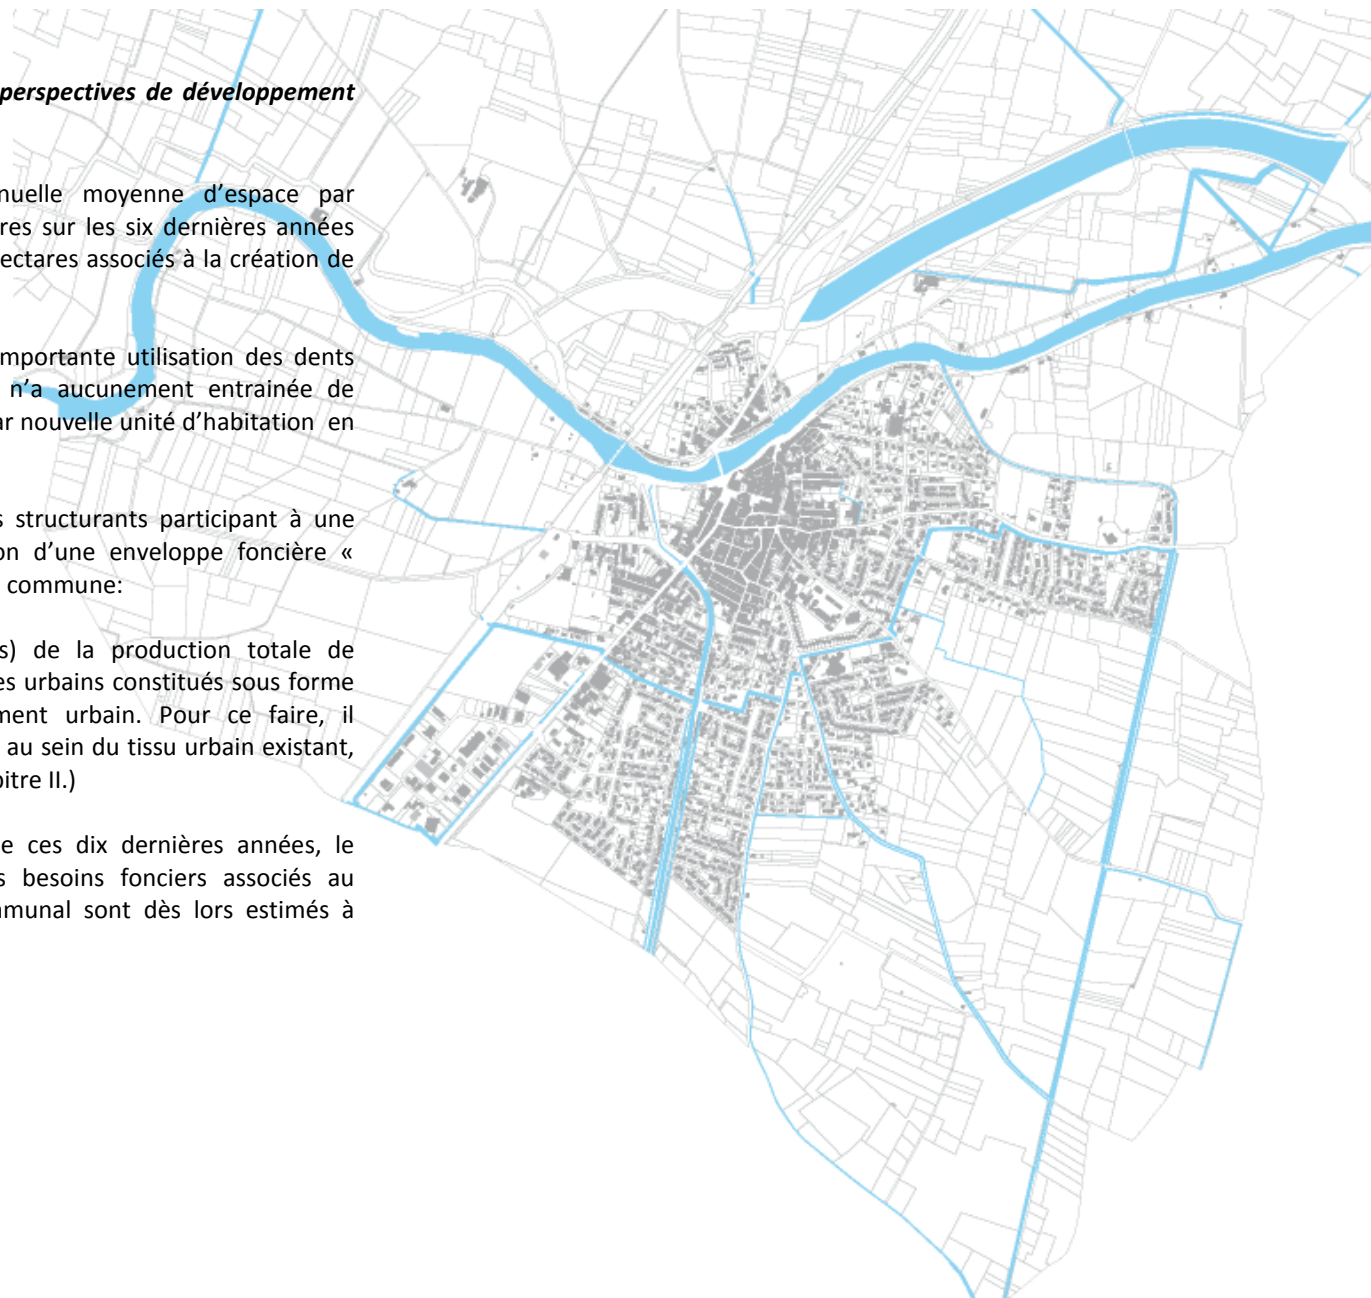 perspectives de développement
nuelle moyenne d’espace par
res sur les six dernières années
ectares associés à la création de
importante utilisation des dents
n’a aucunement entrainée de
ar nouvelle unité d’habitation en
s structurants participant à une
on d’une enveloppe foncière «
commune:
s) de la production totale de
es urbains constitués sous forme
ment urbain. Pour ce faire, il
au sein du tissu urbain existant,
pitre II.)
e ces dix dernières années, le
s besoins fonciers associés au
mmunal sont dès lors estimés à